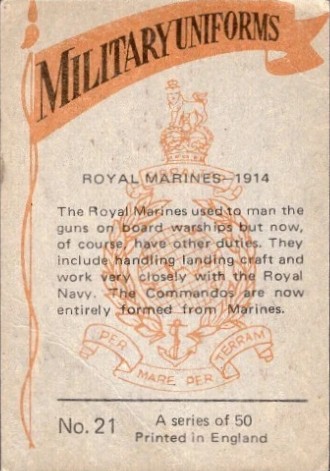 MILITARY UNIFORMS
ROYAL MARINES—1914
The Royal Marines used to man the
guns on board warships but now,
of course, have other duties. They
include handling landing craft and
work very closely with the Royal
Navy. The Commandos are now
entirely formed from Marines.
PER MARE PER TERRAM
No. 21
A series of 50
Printed in England